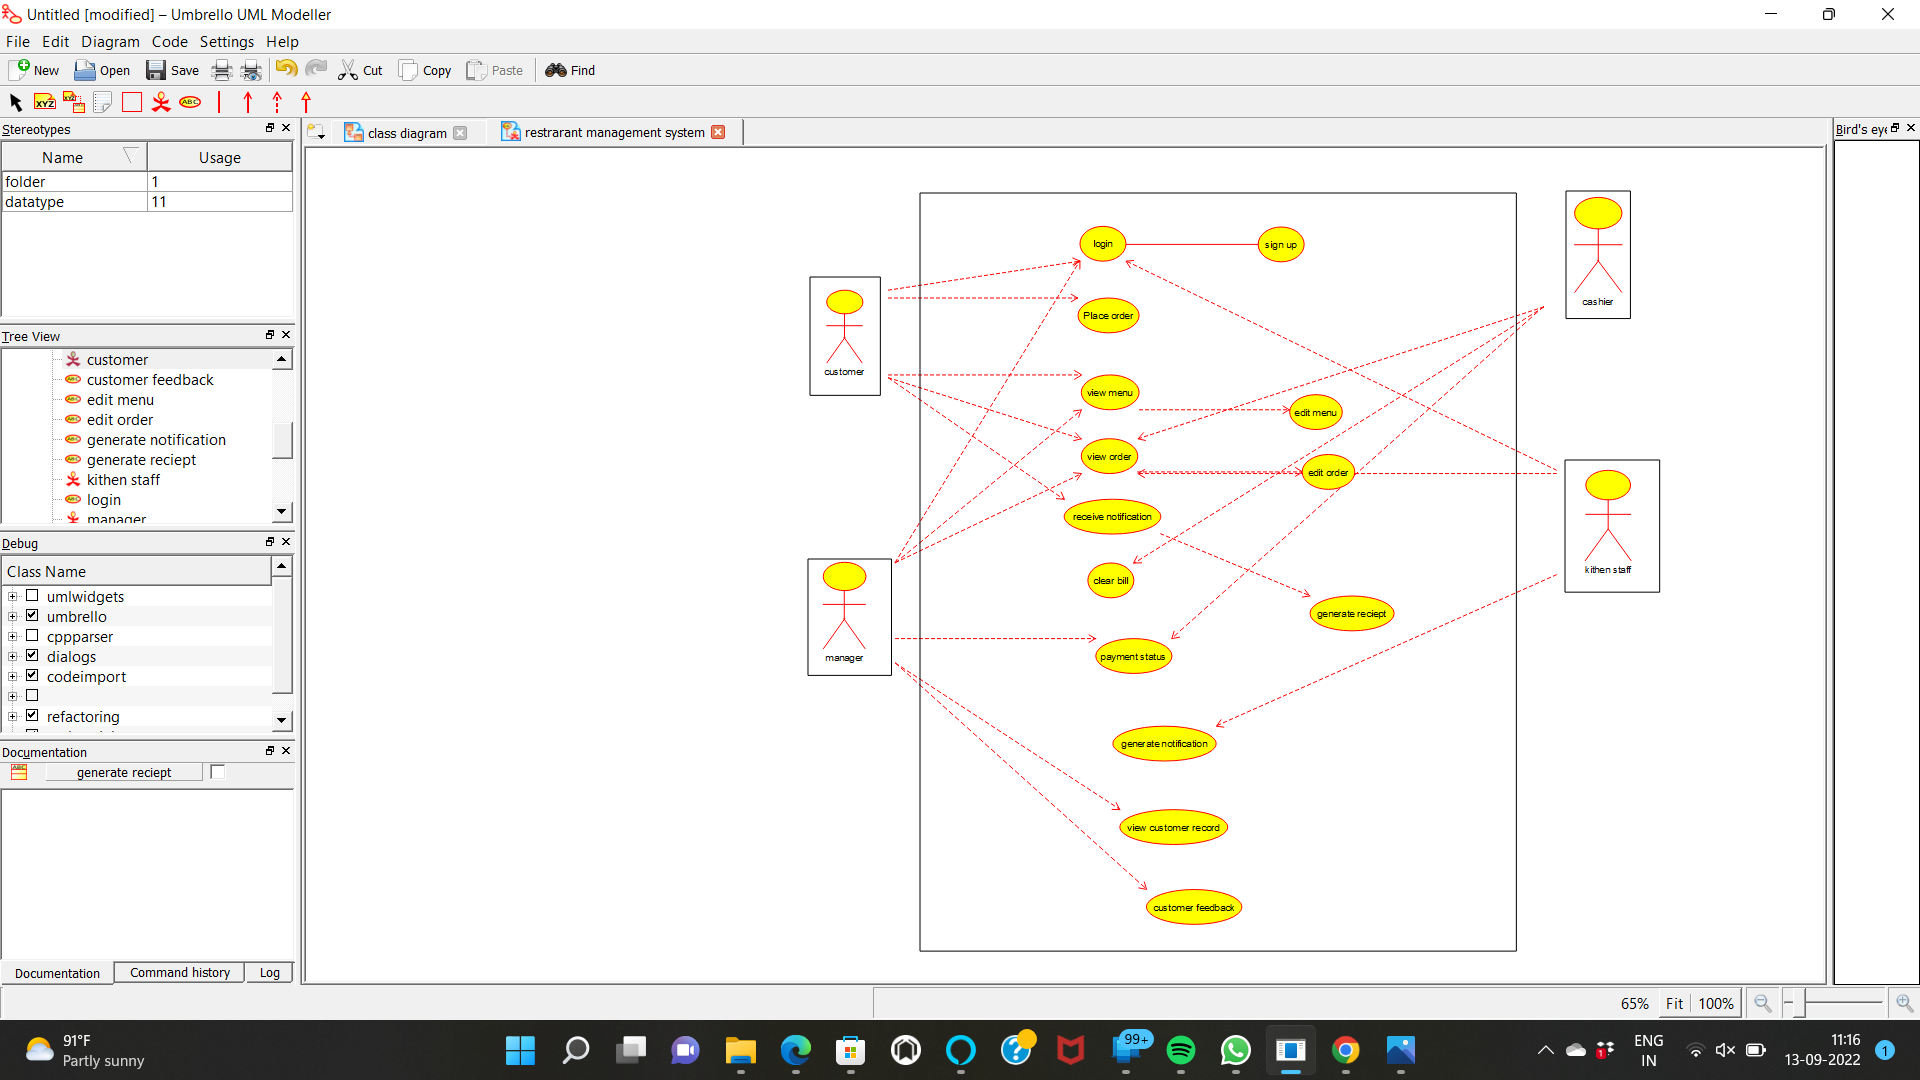 Untitled [modified] – Umbrello UML Modeller
File Edit Diagram Code Settings Help
New Open Save Cut Copy Paste Find
XYZ XYZ ABC
Stereotypes
Name Usage
folder 1
datatype 11
Tree View
customer
customer feedback
edit menu
edit order
generate notification
generate reciept
kithen staff
login
manager
Debug
Class Name
umlwidgets
umbrello
cppparser
dialogs
codeimport
refactoring
Documentation
generate reciept
Documentation Command history Log
class diagram
restrarant management system
Bird's eye
login
sign up
cashier
Place order
customer
view menu
edit menu
view order
edit order
receive notification
kithen staff
clear bill
generate reciept
manager
payment status
generate notification
view customer record
customer feedback
65% Fit 100%
91°F
Partly sunny
99+
1
ENG
IN
11:16
13-09-2022
1